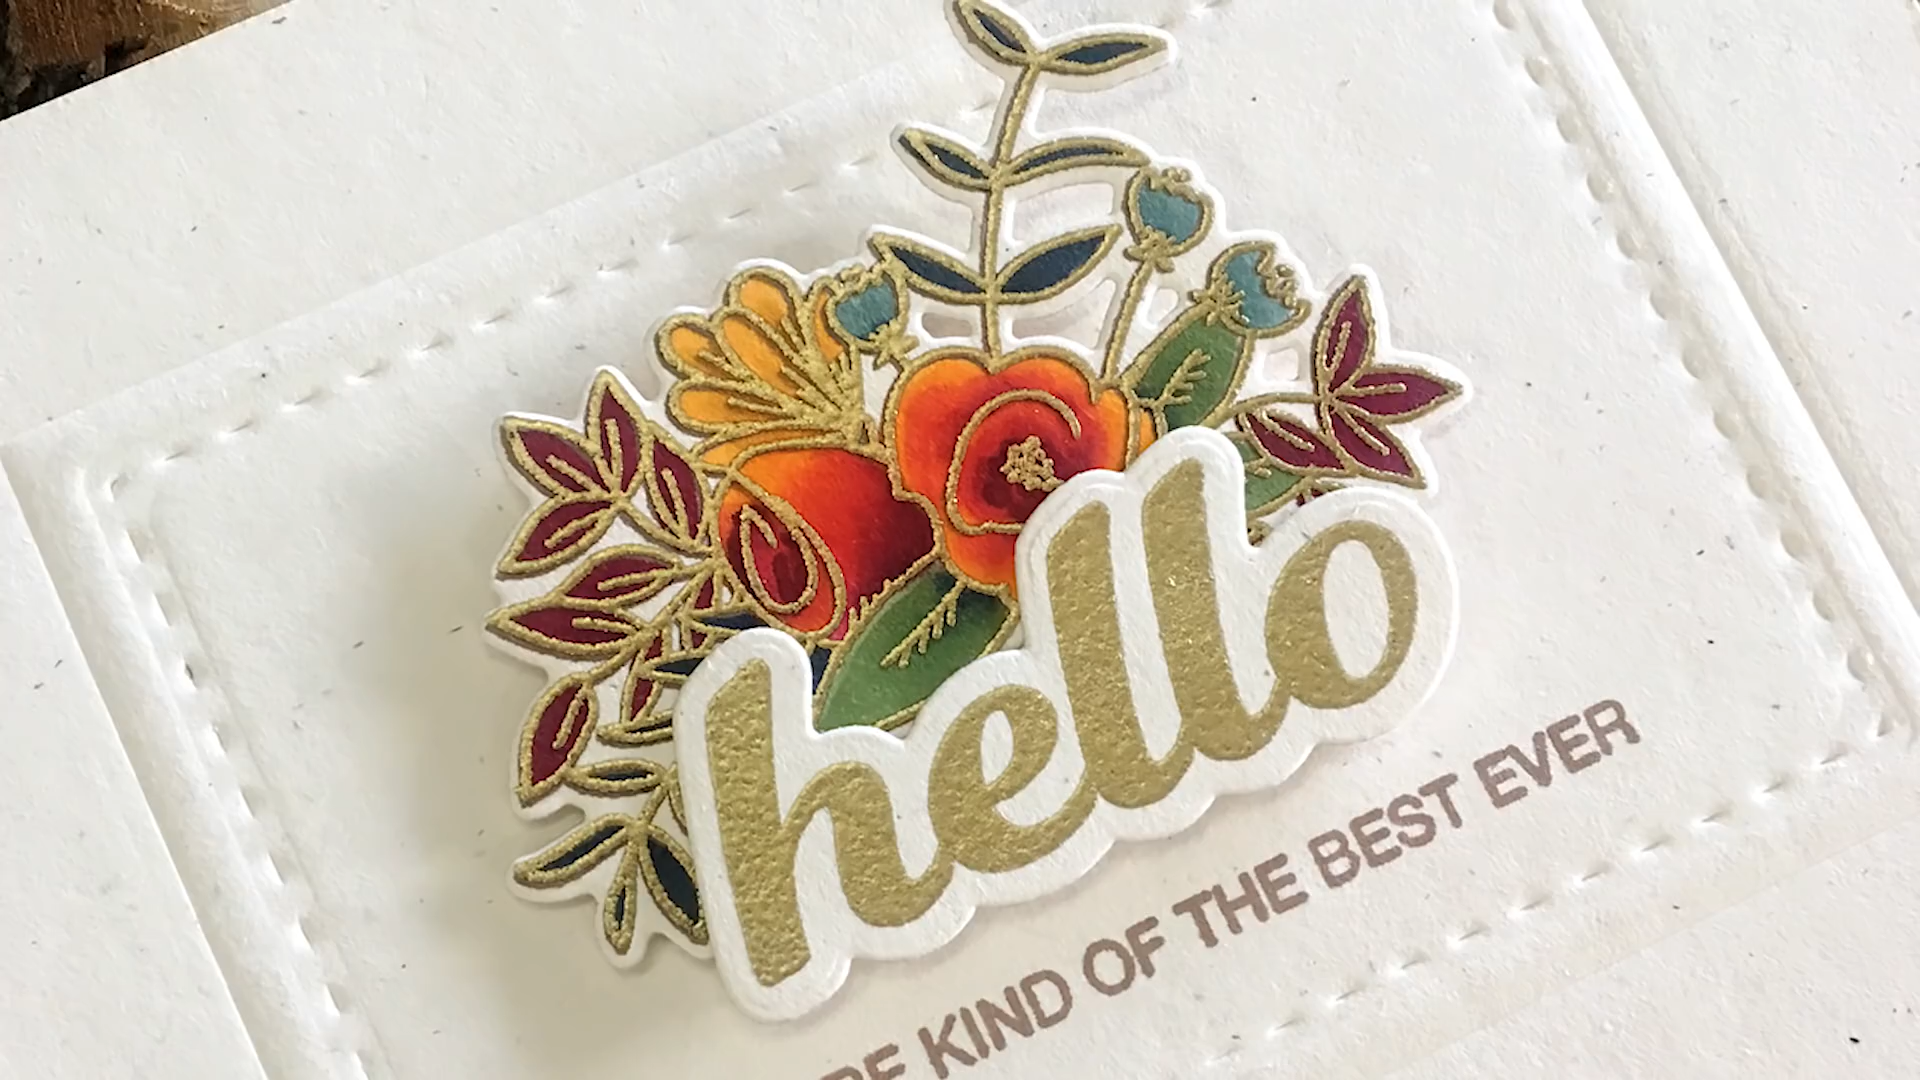 hello
KIND OF THE BEST EVER